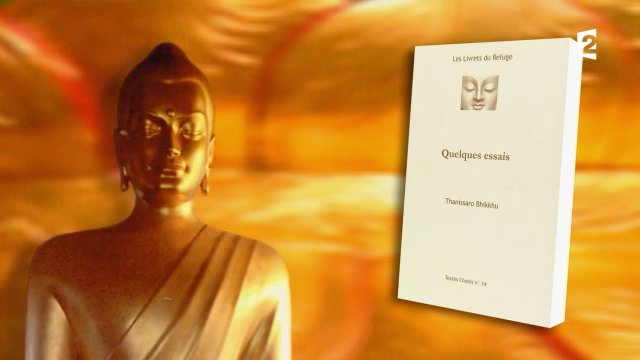 2
Les Livrets du Refuge
Quelques essais
Thanissaro Bhikkhu
Textes Choisis n° 14